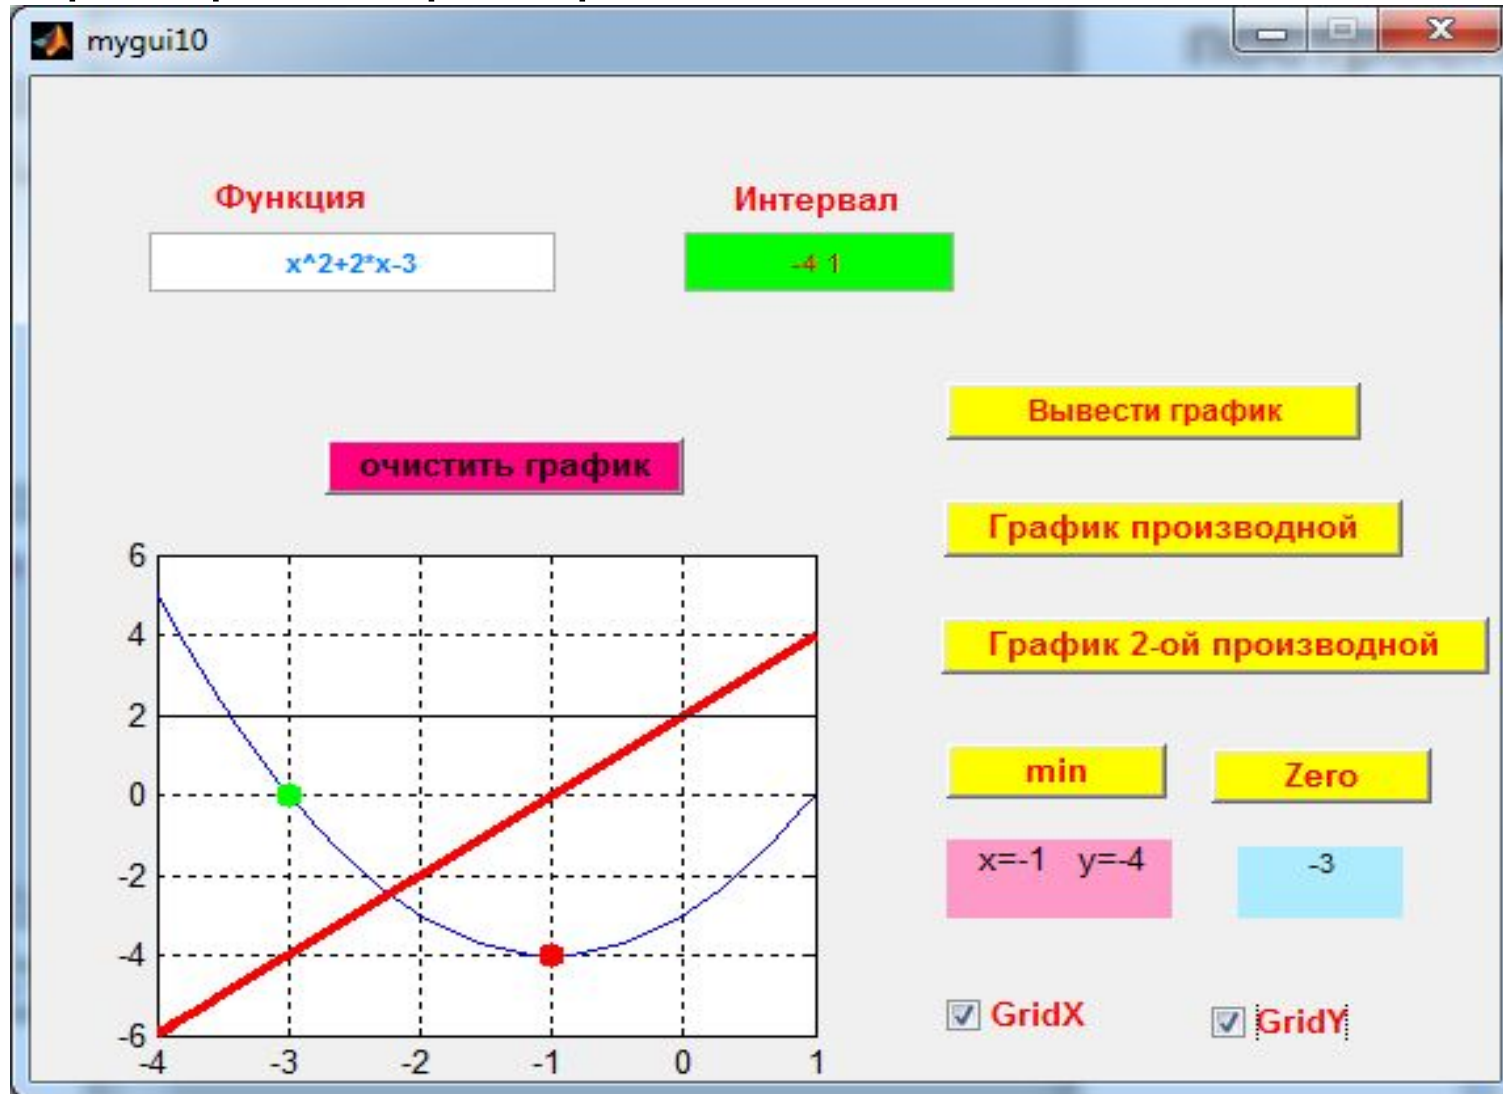 mygui10
Функция
Интервал
x^2+2*x-3
-4 1
Вывести график
очистить график
График производной
График 2-ой производной
min
Zero
x=-1 y=-4
-3
GridX
GridY
6
4
2
0
-2
-4
-6
-4 -3 -2 -1 0 1